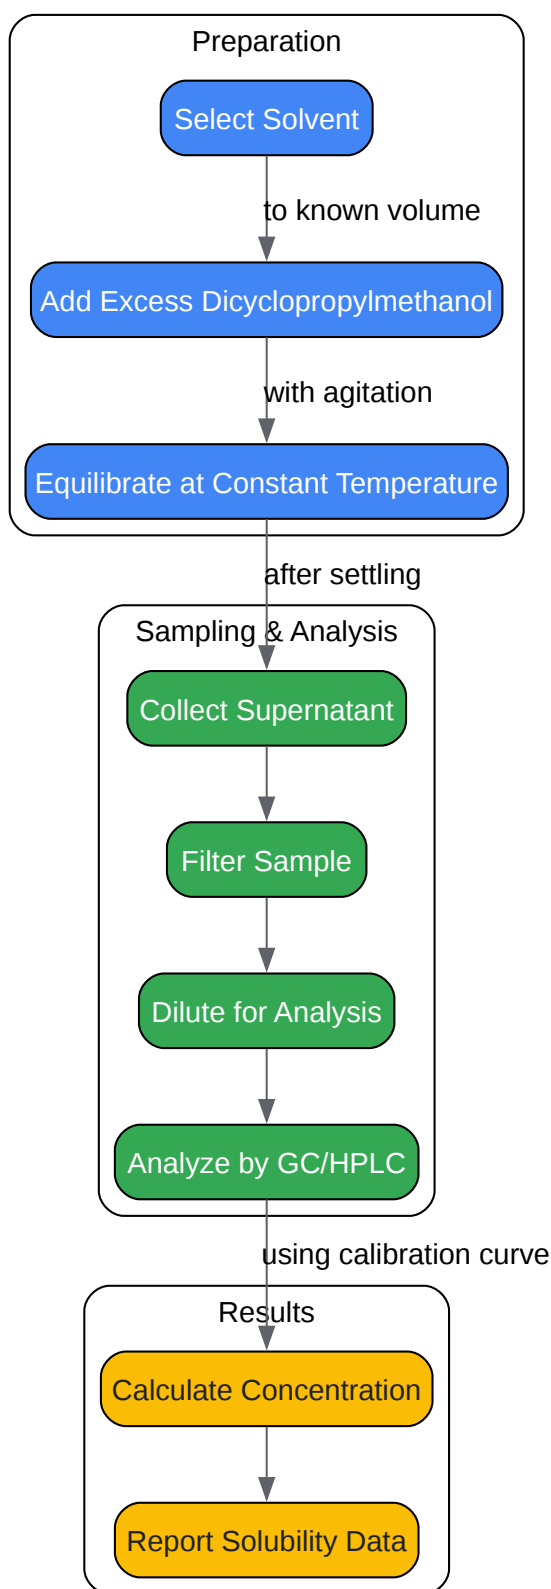 Preparation
Select Solvent
to known volume
Add Excess Dicyclopropylmethanol
with agitation
Equilibrate at Constant Temperature
after settling
Sampling & Analysis
Collect Supernatant
Filter Sample
Dilute for Analysis
Analyze by GC/HPLC
using calibration curve
Results
Calculate Concentration
Report Solubility Data